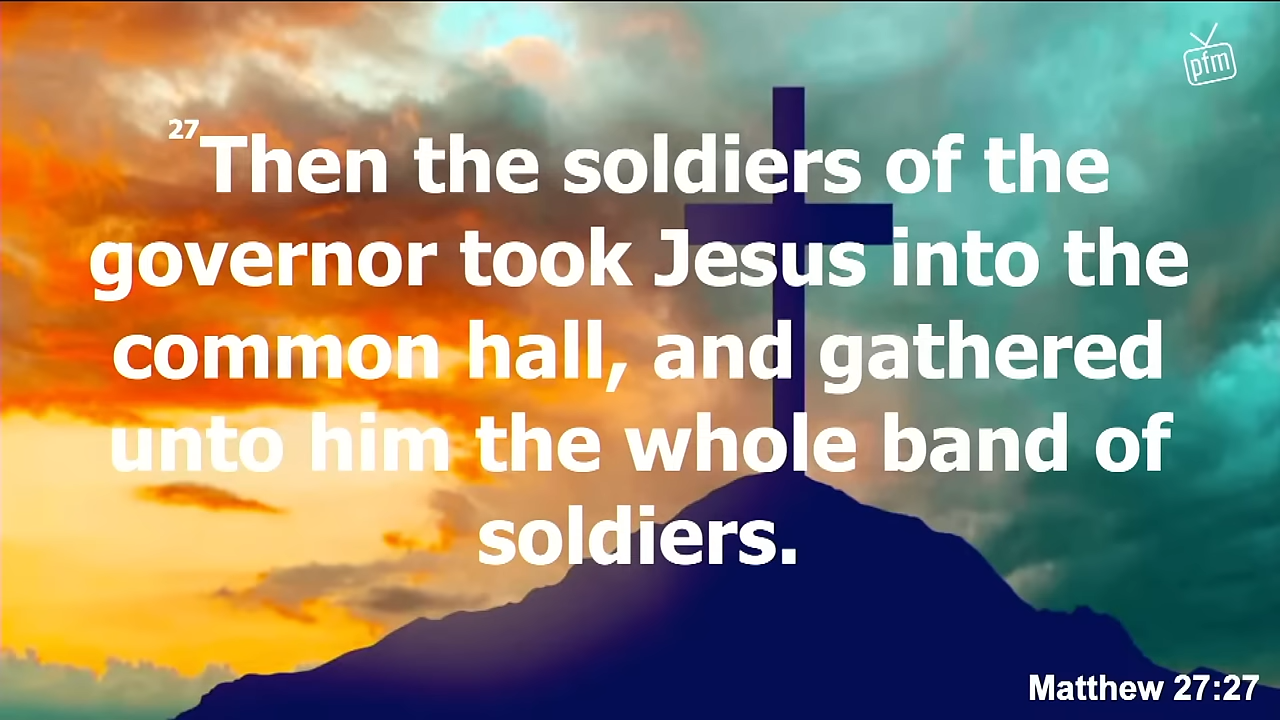 pfm
27Then the soldiers of the
governor took Jesus into the
common hall, and gathered
unto him the whole band of
soldiers.
Matthew 27:27